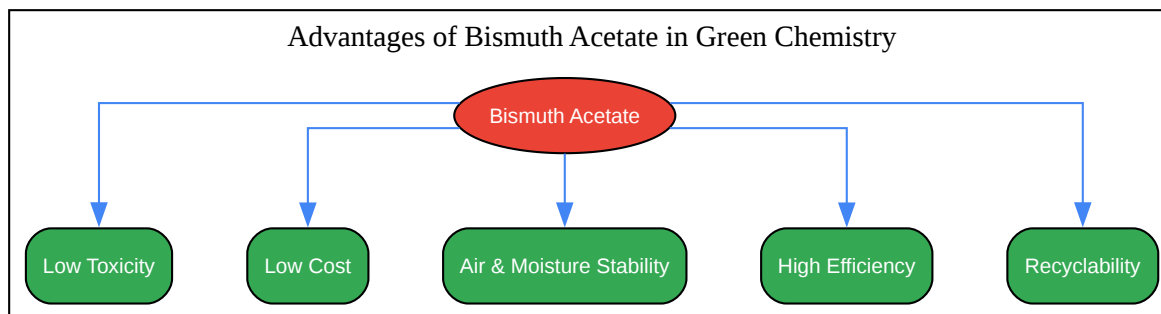 Advantages of Bismuth Acetate in Green Chemistry
Bismuth Acetate
Low Toxicity
Low Cost
Air & Moisture Stability
High Efficiency
Recyclability